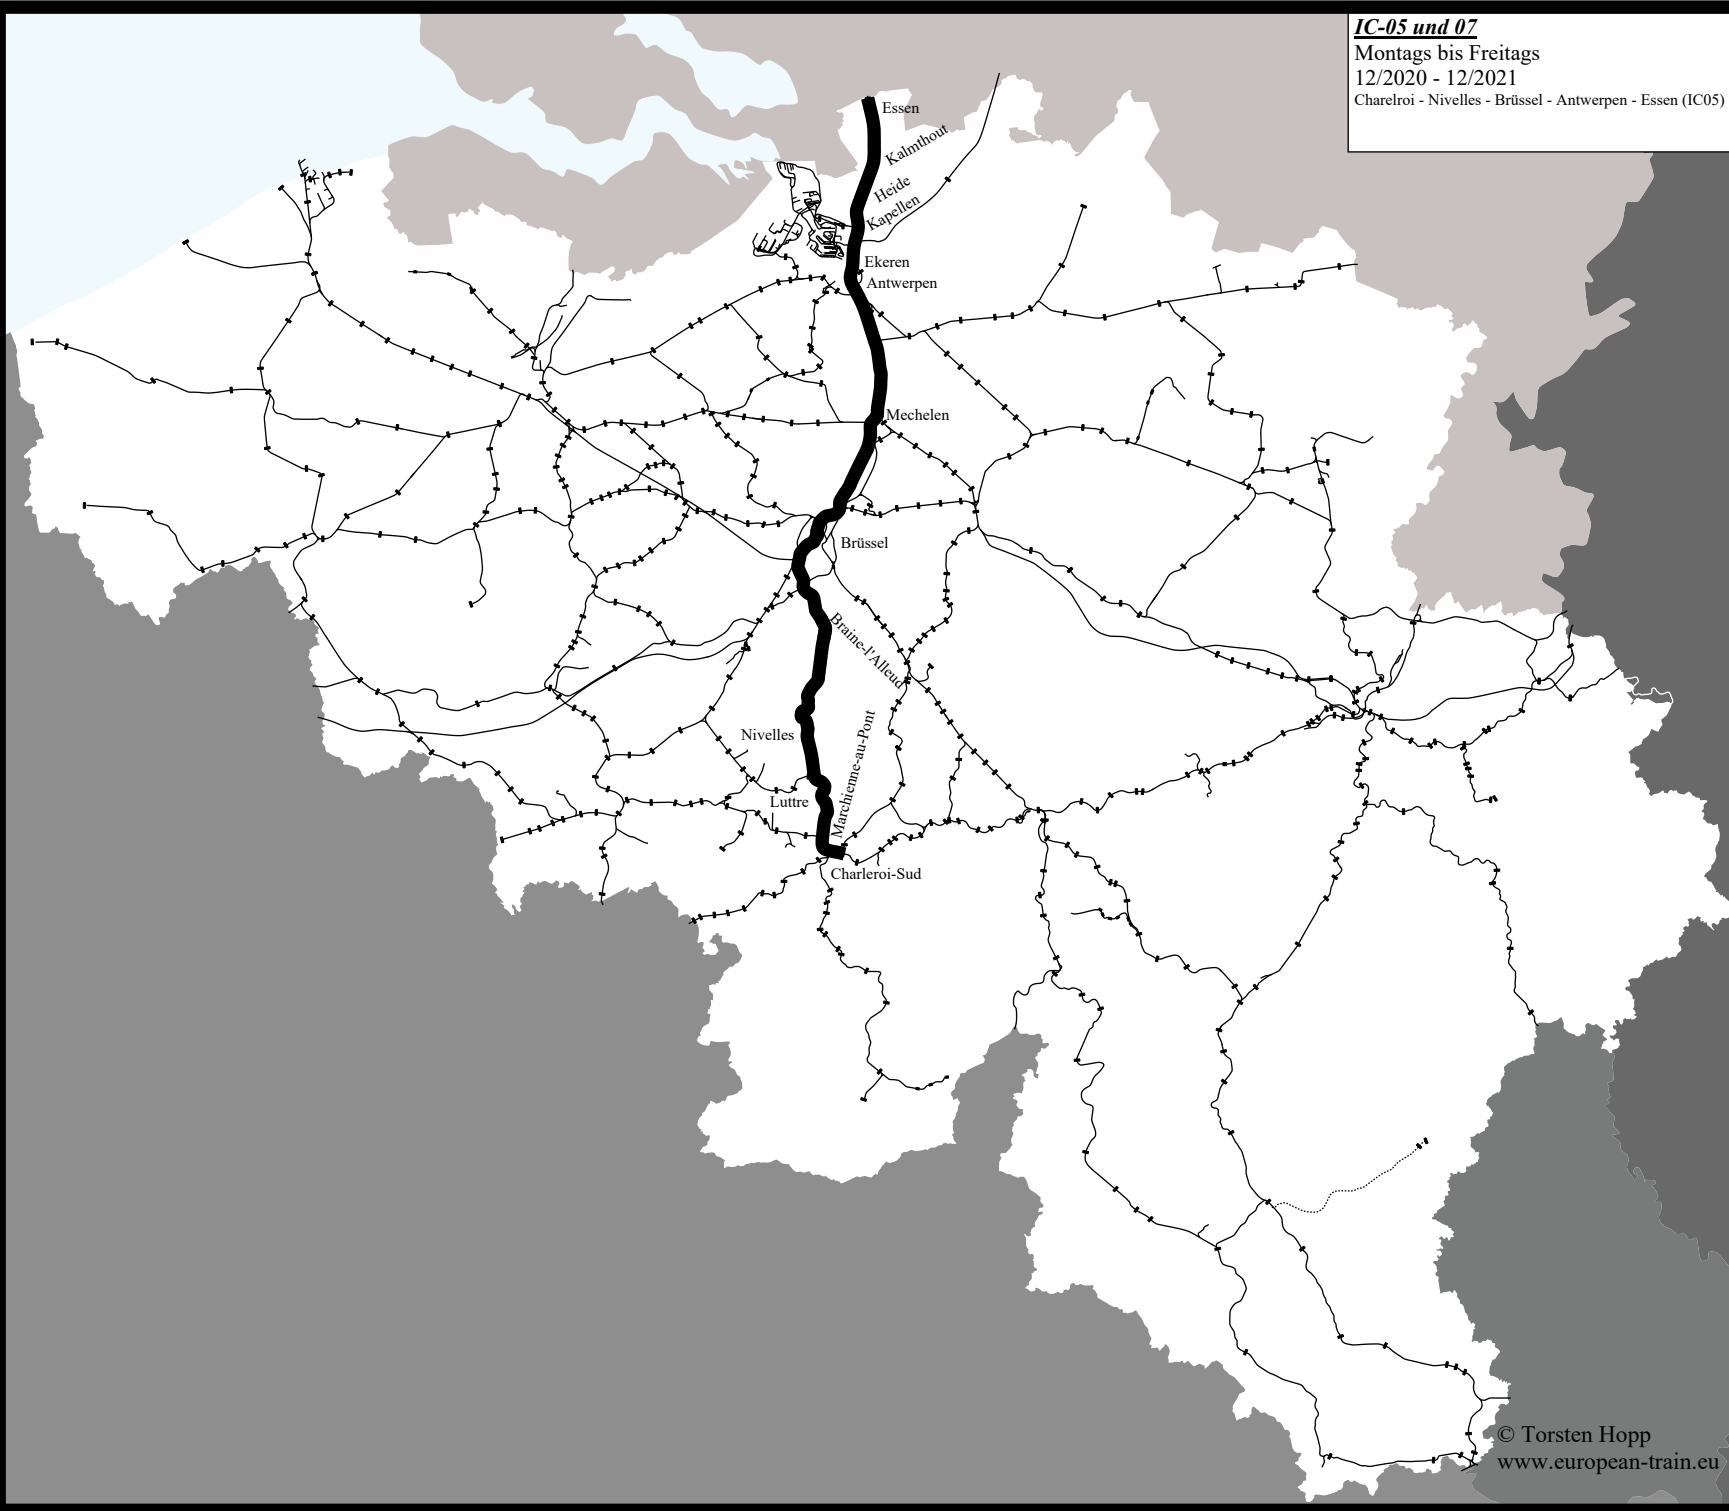 IC-05 und 07
Montags bis Freitags
12/2020 - 12/2021
Charelroi - Nivelles - Brüssel - Antwerpen - Essen (IC05)
Essen
Kalmthout
Heide
Kapellen
Ekeren
Antwerpen
Mechelen
Brüssel
Braine-l'Alleud
Nivelles
Marchienne-au-Pont
Luttre
Charleroi-Sud
© Torsten Hopp
www.european-train.eu